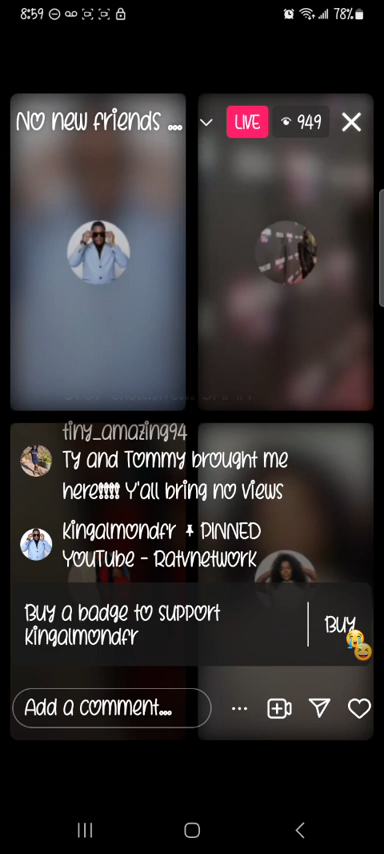 8:59
78%
No new friends ...
LIVE
949
tiny_amazing94
Ty and Tommy brought me
here!!!! Y'all bring no views
Kingalmondfr PINNED
YouTube - Ratvnetwork
Buy a badge to support
Kingalmondfr
Buy
Add a comment...